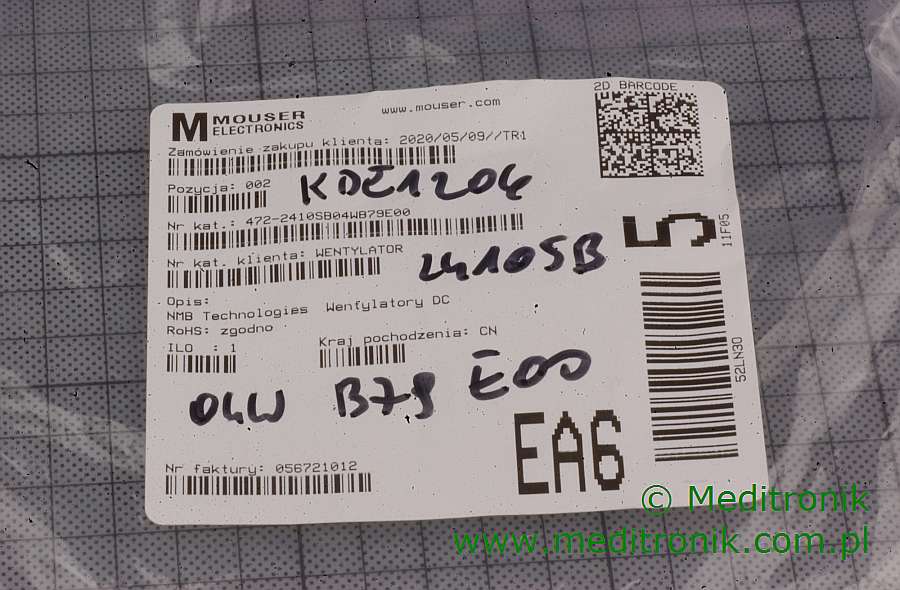 MOUSER
ELECTRONICS
www.mouser.com
2D BARCODE
Zamówienie zakupu klienta: 2020/05/09//TR1
Pozycja: 002
KDE1204
Nr kat.: 472-2410SB04WB79E00
Nr kat. klienta: WENTYLATOR
2410SB
5
11F05
Opis:
NMB Technologies Wentylatory DC
RoHS: zgodno
ILO : 1
Kraj pochodzenia: CN
52LN30
04W B79 E00
EA6
Nr faktury: 056721012
© Meditronik
www.meditronik.com.pl